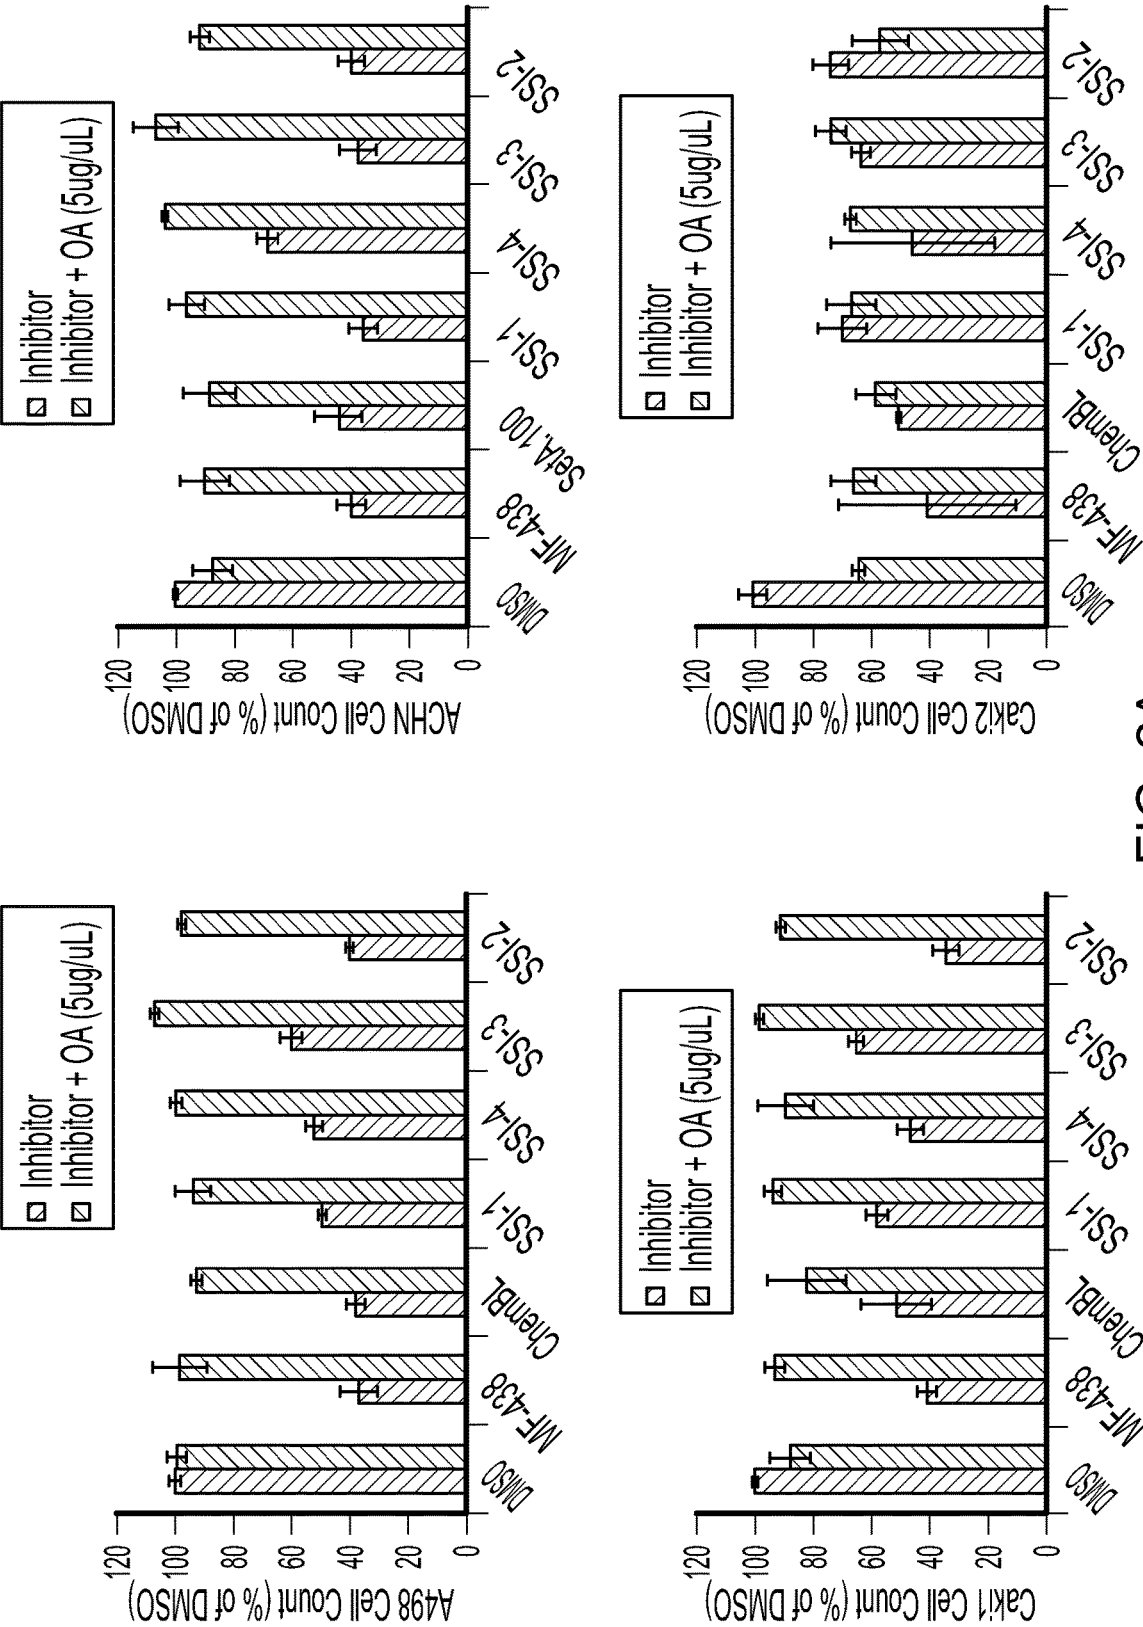 Inhibitor
Inhibitor + OA (5ug/uL)
A498 Cell Count (% of DMSO)
120
100
80
60
40
20
0
DMSO
MF-438
ChemBL
SSI-1
SSI-4
SSI-3
SSI-2
Inhibitor
Inhibitor + OA (5ug/uL)
ACHN Cell Count (% of DMSO)
120
100
80
60
40
20
0
DMSO
MF-438
SetA.100
SSI-1
SSI-4
SSI-3
SSI-2
Inhibitor
Inhibitor + OA (5ug/uL)
Caki1 Cell Count (% of DMSO)
120
100
80
60
40
20
0
DMSO
MF-438
ChemBL
SSI-1
SSI-4
SSI-3
SSI-2
Inhibitor
Inhibitor + OA (5ug/uL)
Caki2 Cell Count (% of DMSO)
120
100
80
60
40
20
0
DMSO
MF-438
ChemBL
SSI-1
SSI-4
SSI-3
SSI-2
FIG.